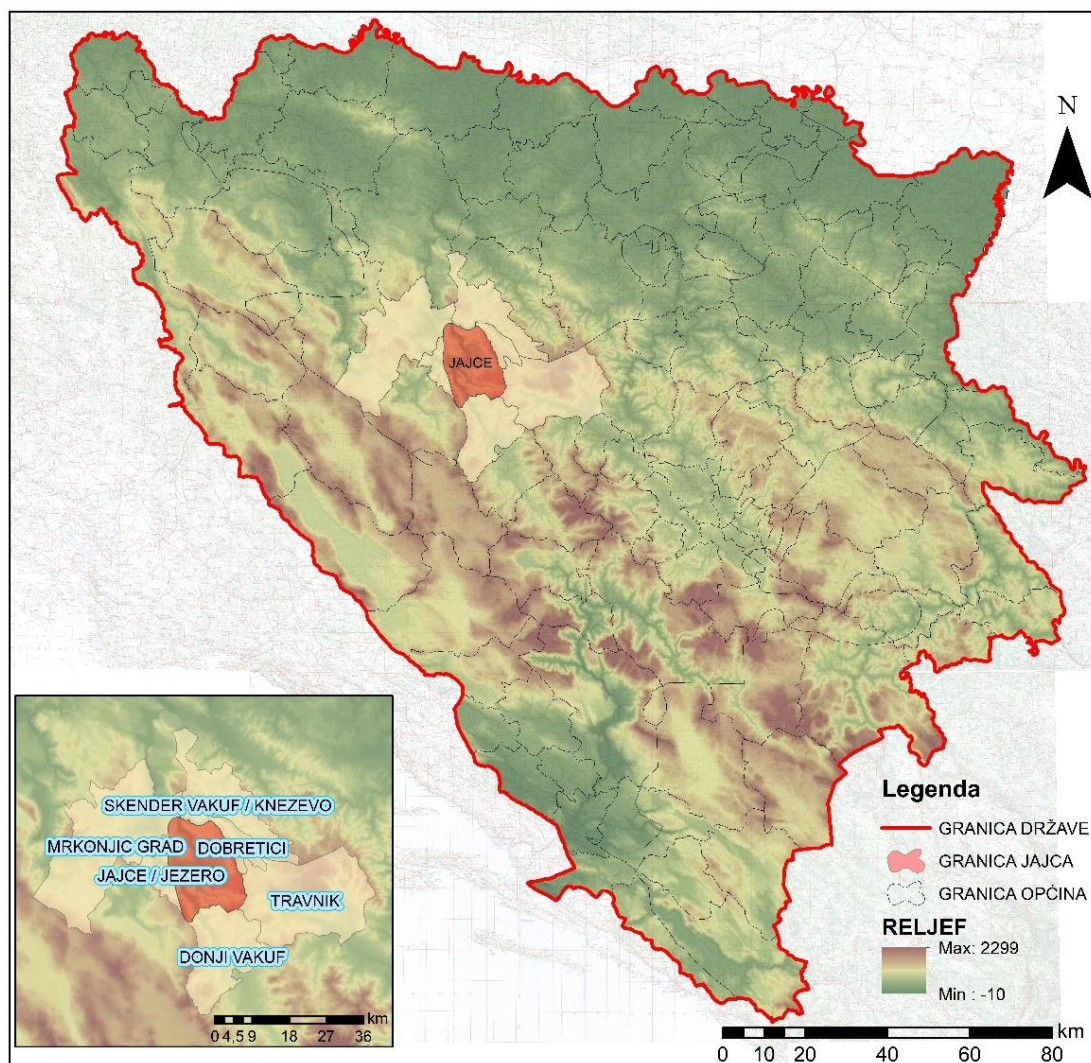 N
JAJCE
SKENDER VAKUF / KNEZEVO
MRKONJIC GRAD
DOBRETICI
JAJCE / JEZERO
TRAVNIK
DONJI VAKUF
km
0 4,5 9 18 27 36
Legenda
GRANICA DRŽAVE
GRANICA JAJCA
GRANICA OPĆINA
RELJEF
Max: 2299
Min : -10
km
0 10 20 40 60 80